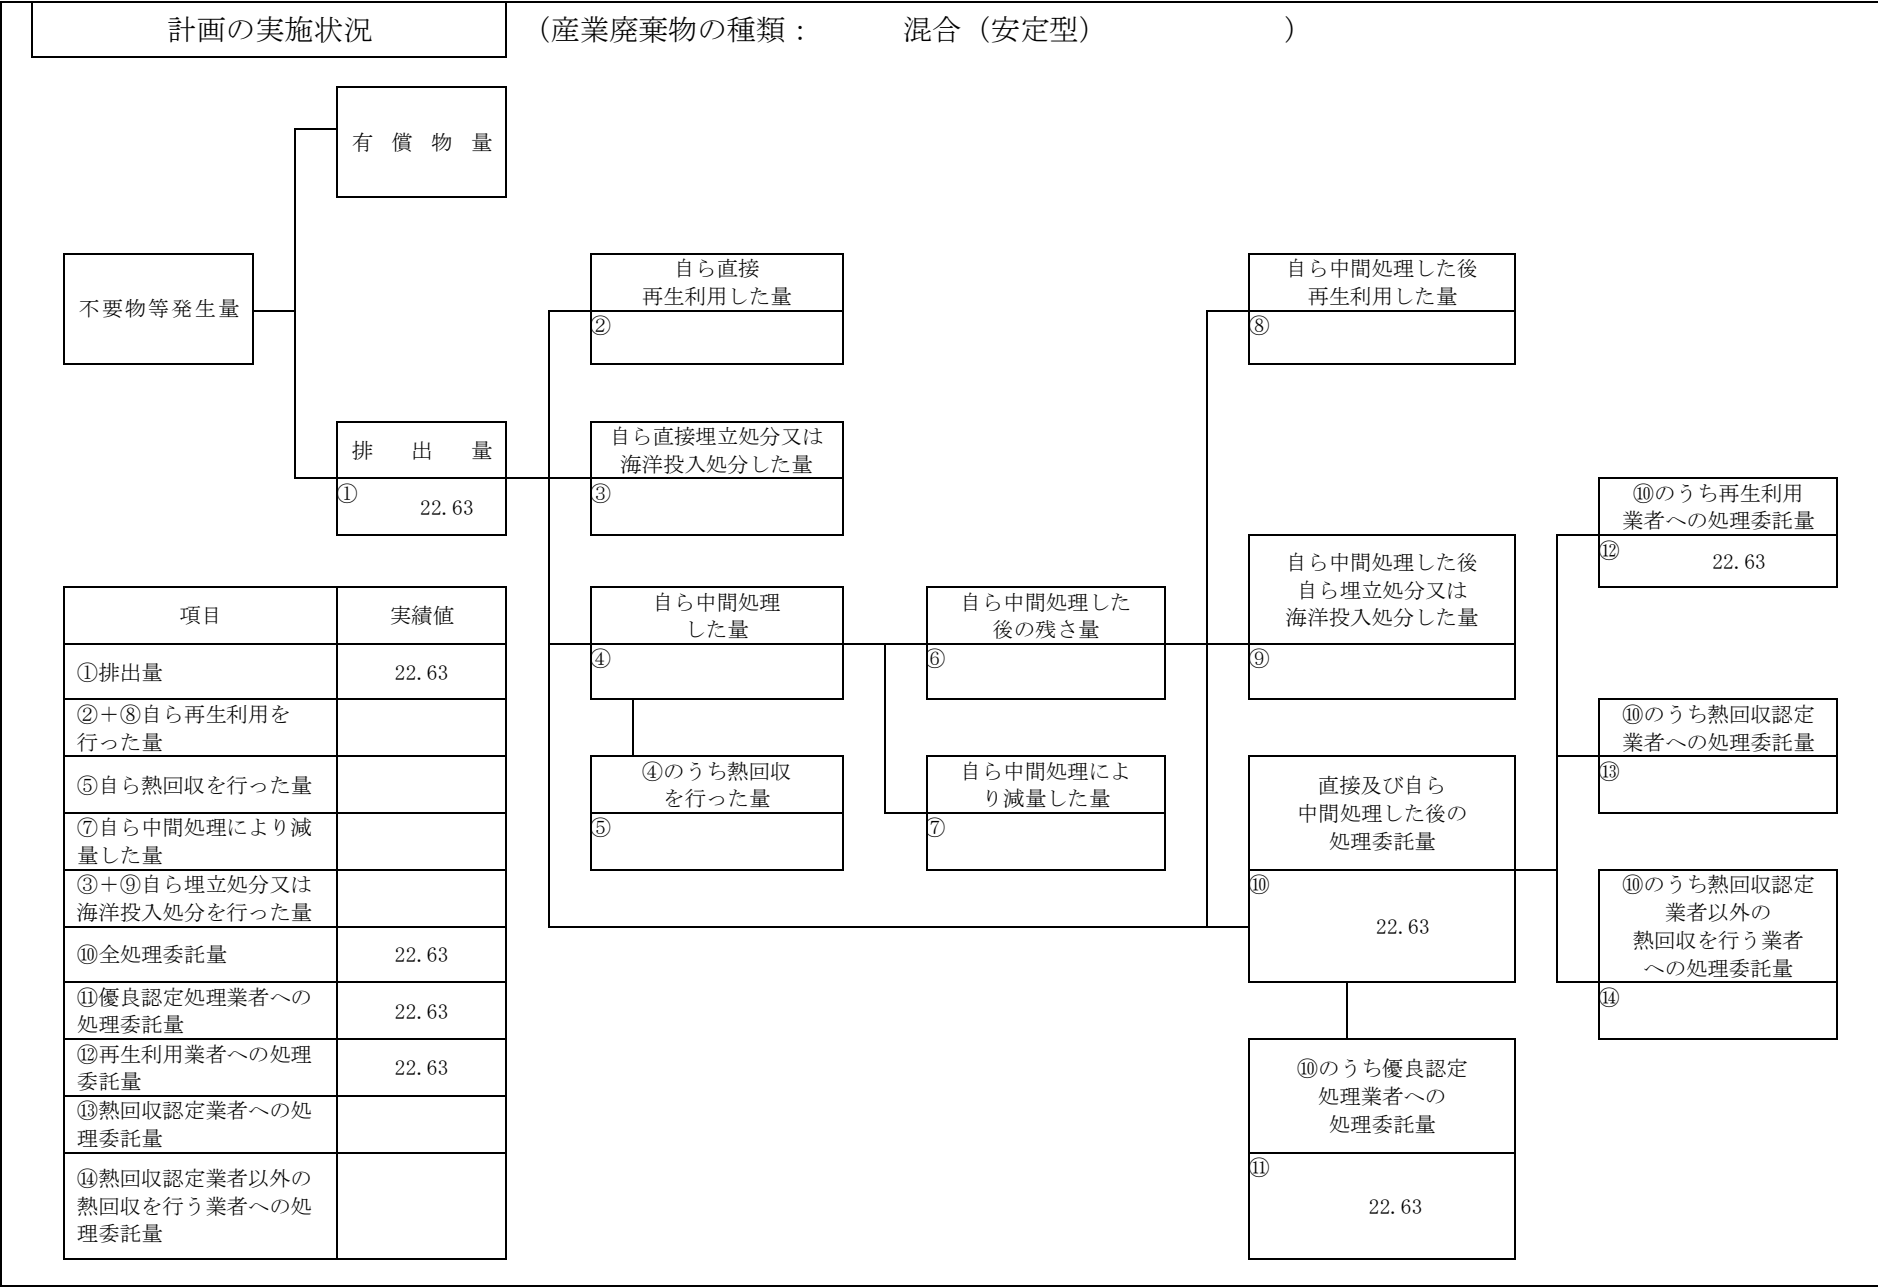 計画の実施状況
（産業廃棄物の種類： 混合（安定型） ）
有償物量
不要物等発生量
自ら直接
再生利用した量
②
自ら中間処理した後
再生利用した量
⑧
排出量
①
22.63
自ら直接埋立処分又は
海洋投入処分した量
③
⑩のうち再生利用
業者への処理委託量
⑫
22.63
自ら中間処理した後
自ら埋立処分又は
海洋投入処分した量
⑨
自ら中間処理
した量
④
自ら中間処理した
後の残さ量
⑥
⑩のうち熱回収認定
業者への処理委託量
⑬
④のうち熱回収
を行った量
⑤
自ら中間処理によ
り減量した量
⑦
直接及び自ら
中間処理した後の
処理委託量
⑩
22.63
⑩のうち熱回収認定
業者以外の
熱回収を行う業者
への処理委託量
⑭
⑩のうち優良認定
処理業者への
処理委託量
⑪
22.63
項目 実績値
①排出量 22.63
②＋⑧自ら再生利用を
行った量
⑤自ら熱回収を行った量
⑦自ら中間処理により減
量した量
③＋⑨自ら埋立処分又は
海洋投入処分を行った量
⑩全処理委託量 22.63
⑪優良認定処理業者への
処理委託量
22.63
⑫再生利用業者への処理
委託量
22.63
⑬熱回収認定業者への処
理委託量
⑭熱回収認定業者以外の
熱回収を行う業者への処
理委託量